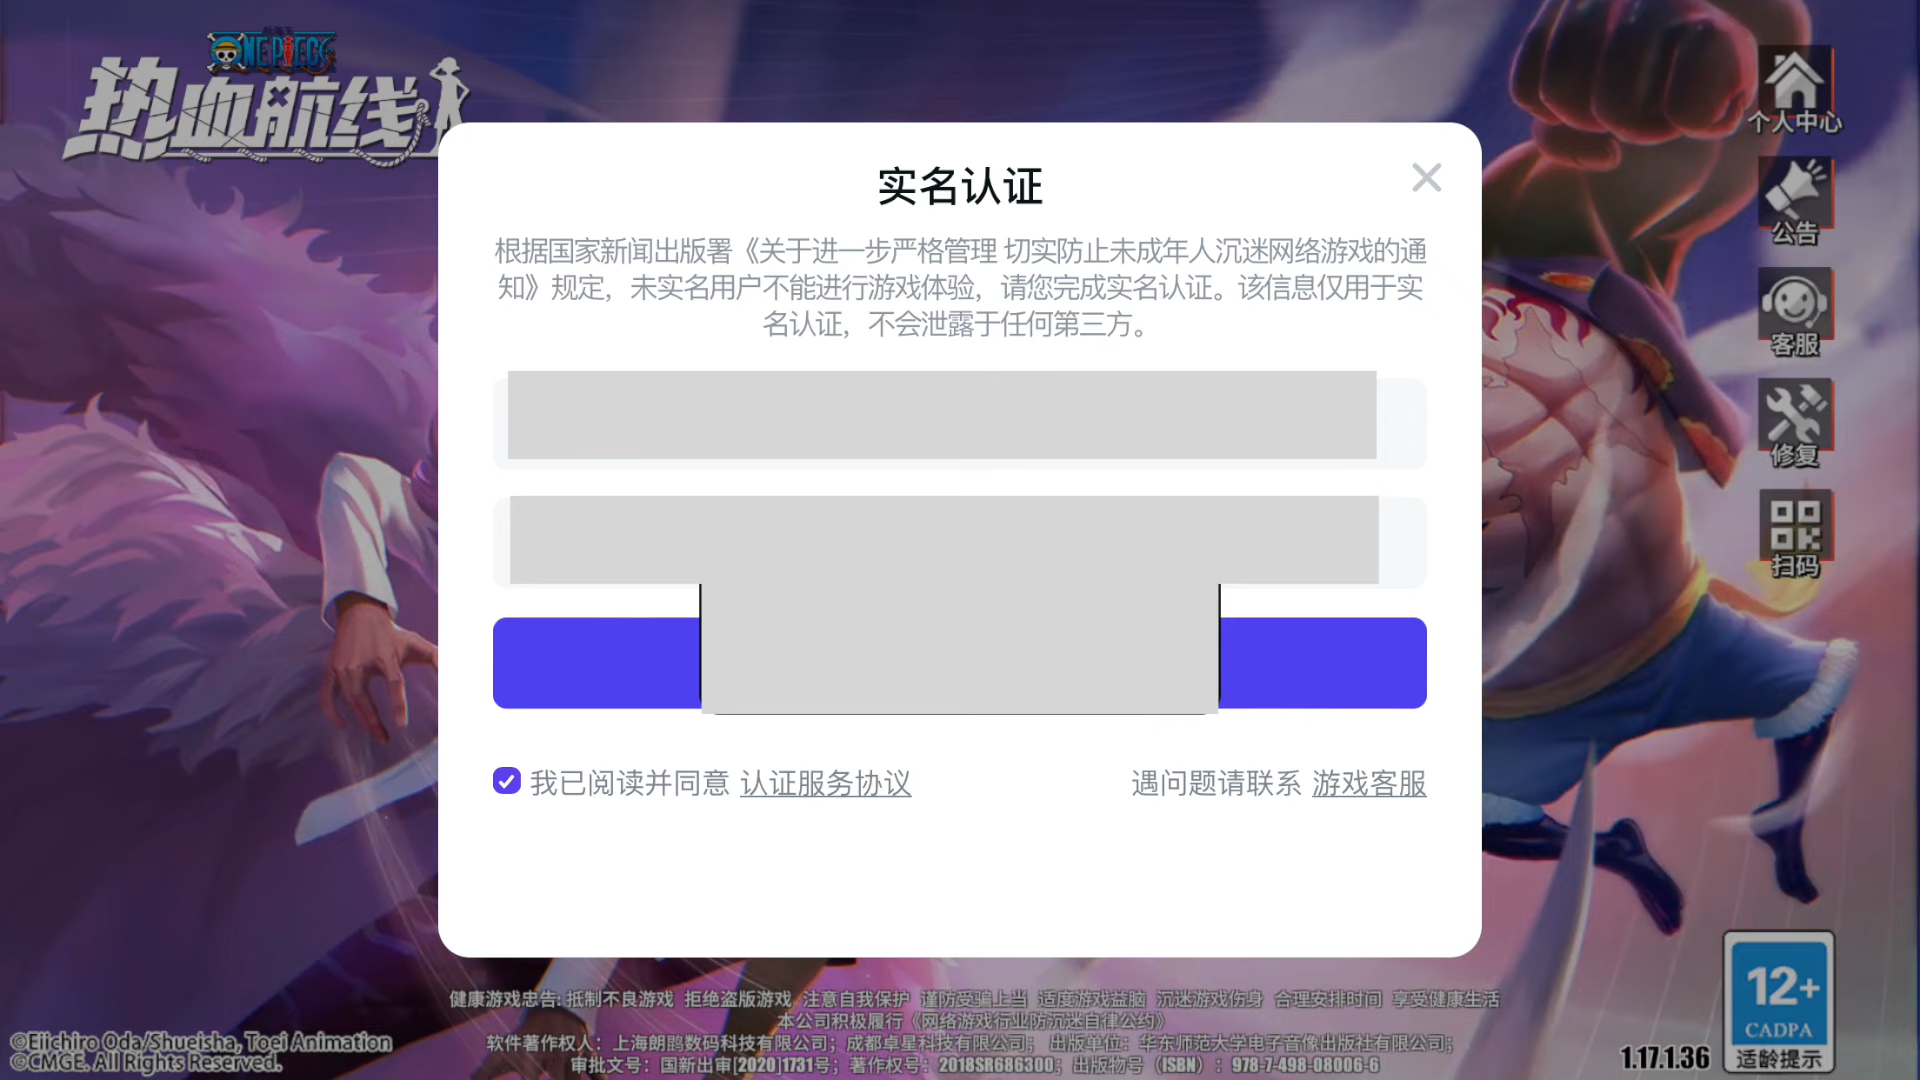 ONE PIECE
热血航线
个人中心
公告
客服
修复
扫码
实名认证
根据国家新闻出版署《关于进一步严格管理 切实防止未成年人沉迷网络游戏的通
知》规定，未实名用户不能进行游戏体验，请您完成实名认证。该信息仅用于实
名认证，不会泄露于任何第三方。
我已阅读并同意 认证服务协议
遇问题请联系 游戏客服
健康游戏忠告: 抵制不良游戏 拒绝盗版游戏 注意自我保护 谨防受骗上当 适度游戏益脑 沉迷游戏伤身 合理安排时间 享受健康生活
本公司积极履行《网络游戏行业防沉迷自律公约》
软件著作权人：上海朗鹍数码科技有限公司；成都卓星科技有限公司； 出版单位：华东师范大学电子音像出版社有限公司；
审批文号：国新出审[2020]1731号；著作权号：2018SR686300；出版物号（ISBN）：978-7-498-08006-6
©Eiichiro Oda/Shueisha, Toei Animation
©CMGE. All Rights Reserved.
1.17.1.36
12+
CADPA
适龄提示